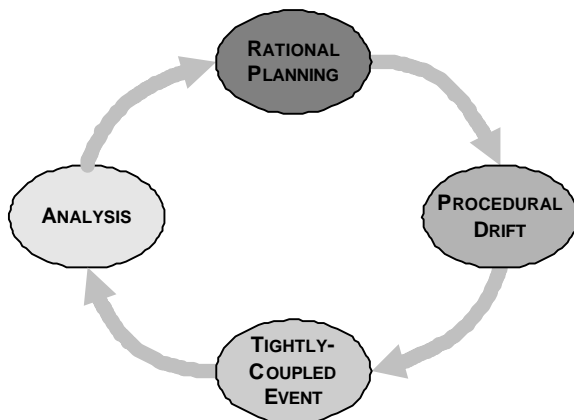 RATIONAL
PLANNING
PROCEDURAL
DRIFT
TIGHTLY-
COUPLED
EVENT
ANALYSIS